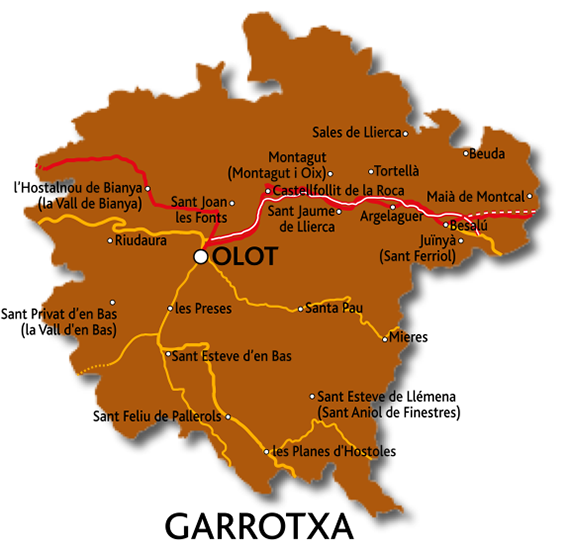 Sales de Llierca
Beuda
Montagut
(Montagut i Oix)
Tortellà
l'Hostalnou de Bianya
(la Vall de Bianya)
Castellfollit de la Roca
Maià de Montcal
Sant Joan
les Fonts
Sant Jaume
de Llierca
Argelaguer
Besalú
Riudaura
Juïnyà
(Sant Ferriol)
OLOT
Sant Privat d'en Bas
(la Vall d'en Bas)
les Preses
Santa Pau
Mieres
Sant Esteve d'en Bas
Sant Esteve de Llémena
(Sant Aniol de Finestres)
Sant Feliu de Pallerols
les Planes d'Hostoles
GARROTXA